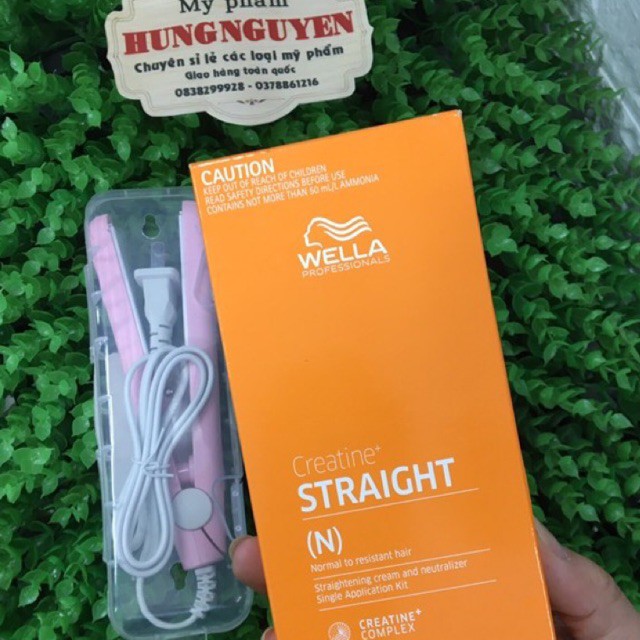 Mỹ phẩm
HUNGNGUYEN
Chuyên sỉ lẻ các loại mỹ phẩm
Giao hàng toàn quốc
0838299928 - 0378861216
CAUTION
KEEP OUT OF REACH OF CHILDREN
READ SAFETY DIRECTIONS BEFORE USE
CONTAINS NOT MORE THAN 60 mL/L AMMONIA
WELLA
PROFESSIONALS
Creatine+
STRAIGHT
(N)
Normal to resistant hair
Straightening cream and neutralizer
Single Application Kit
CREATINE+
COMPLEX